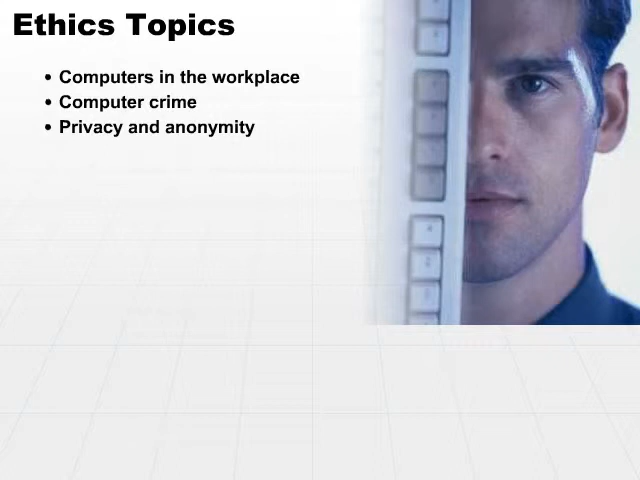 Ethics Topics
• Computers in the workplace
• Computer crime
• Privacy and anonymity